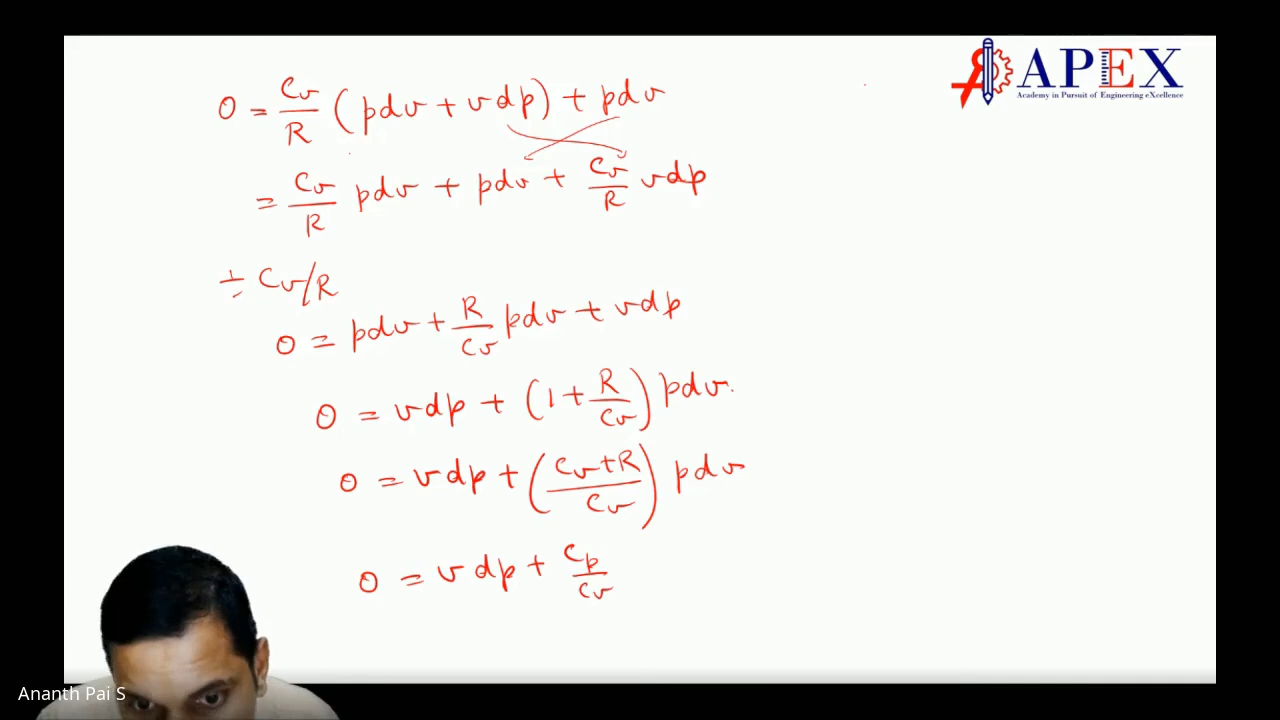 APEX
Academy in Pursuit of Engineering eXcellence
0 = Cv/R (pdv + vdp) + pdv
= Cv/R pdv + pdv + Cv/R vdp
÷ Cv/R
0 = pdv + R/Cv pdv + vdp
0 = vdp + (1 + R/Cv) pdv.
0 = vdp + (Cv+R/Cv) pdv
0 = vdp + Cp/Cv
Ananth Pai S